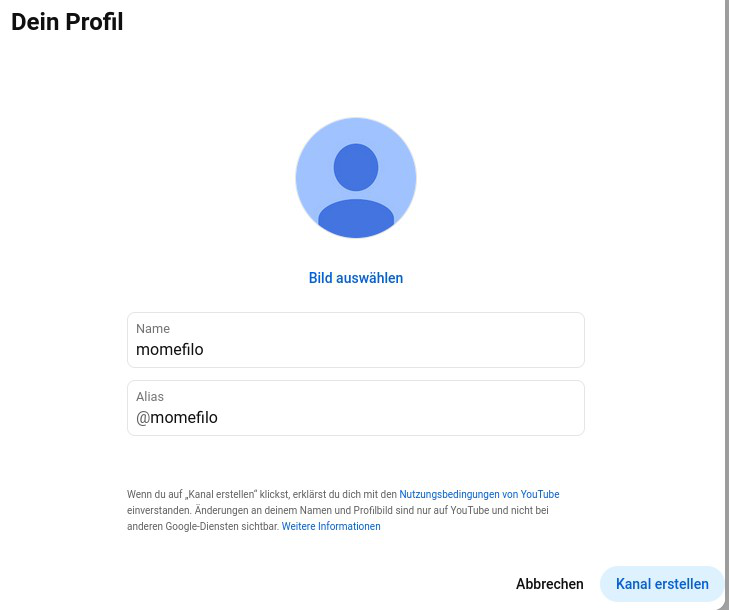 Dein Profil
Bild auswählen
Name
momefilo
Alias
@momefilo
Wenn du auf „Kanal erstellen“ klickst, erklärst du dich mit den Nutzungsbedingungen von YouTube
einverstanden. Änderungen an deinem Namen und Profilbild sind nur auf YouTube und nicht bei
anderen Google-Diensten sichtbar. Weitere Informationen
Abbrechen Kanal erstellen